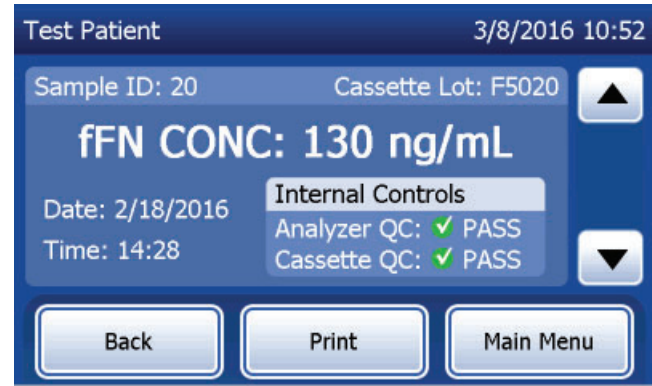 Test Patient 3/8/2016 10:52
Sample ID: 20 Cassette Lot: F5020
fFN CONC: 130 ng/mL
Date: 2/18/2016
Time: 14:28
Internal Controls
Analyzer QC: PASS
Cassette QC: PASS
Back Print Main Menu